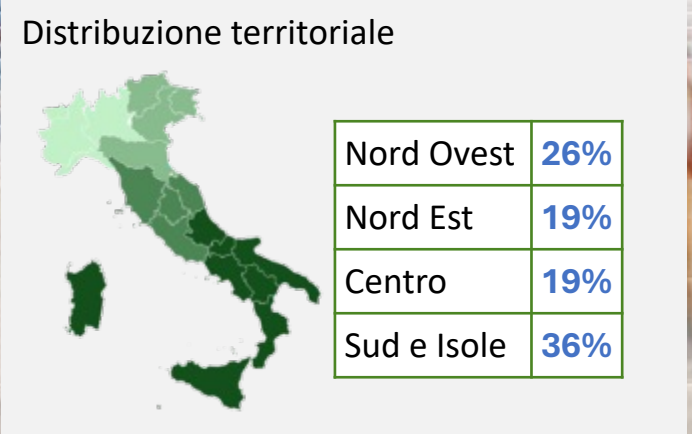 Distribuzione territoriale
Nord Ovest 26%
Nord Est 19%
Centro 19%
Sud e Isole 36%